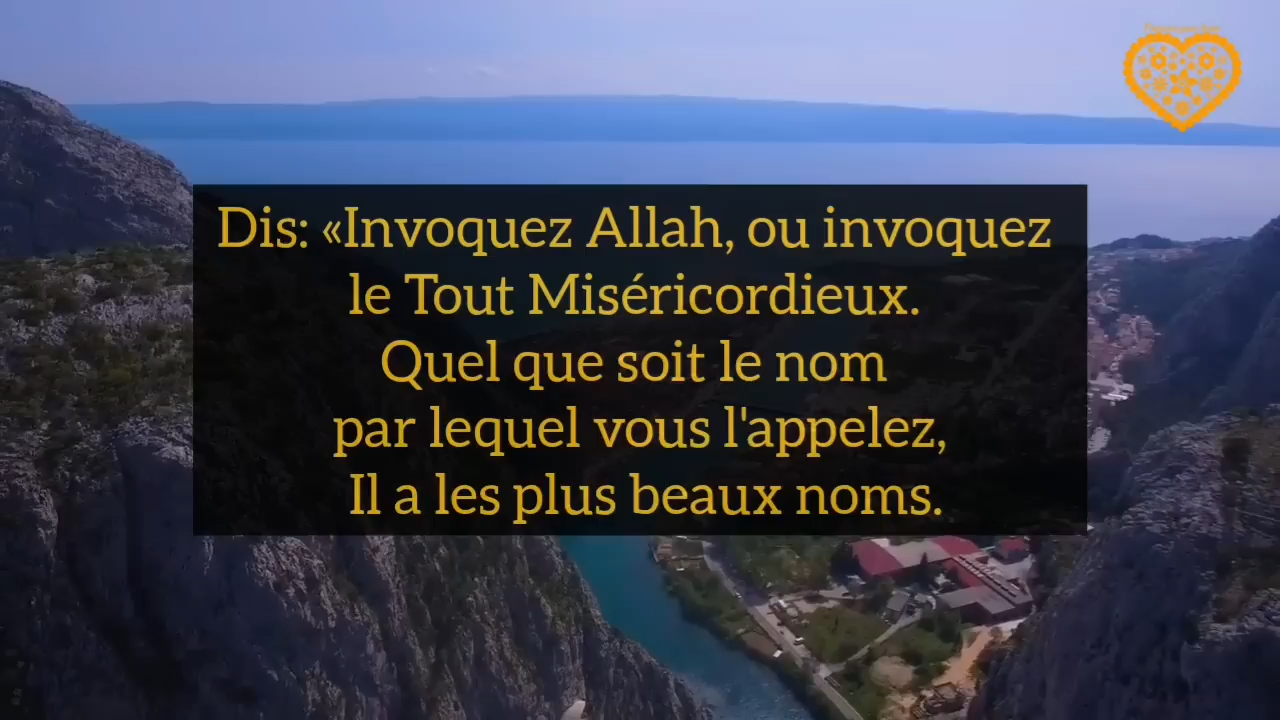 Dis: «Invoquez Allah, ou invoquez
le Tout Miséricordieux.
Quel que soit le nom
par lequel vous l'appelez,
Il a les plus beaux noms.